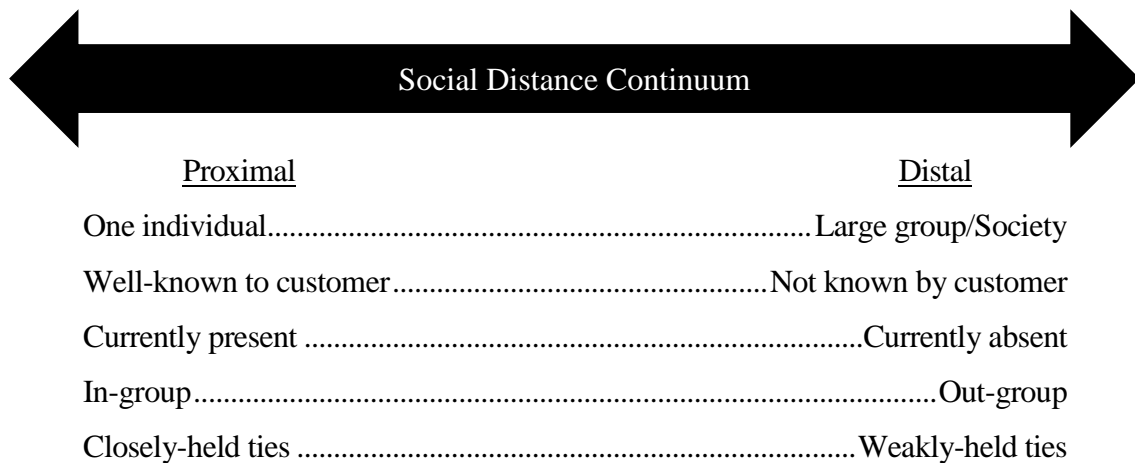 Social Distance Continuum
Proximal Distal
One individual..........................................................................Large group/Society
Well-known to customer...................................................Not known by customer
Currently present ...........................................................................Currently absent
In-group....................................................................................................Out-group
Closely-held ties ...........................................................................Weakly-held ties